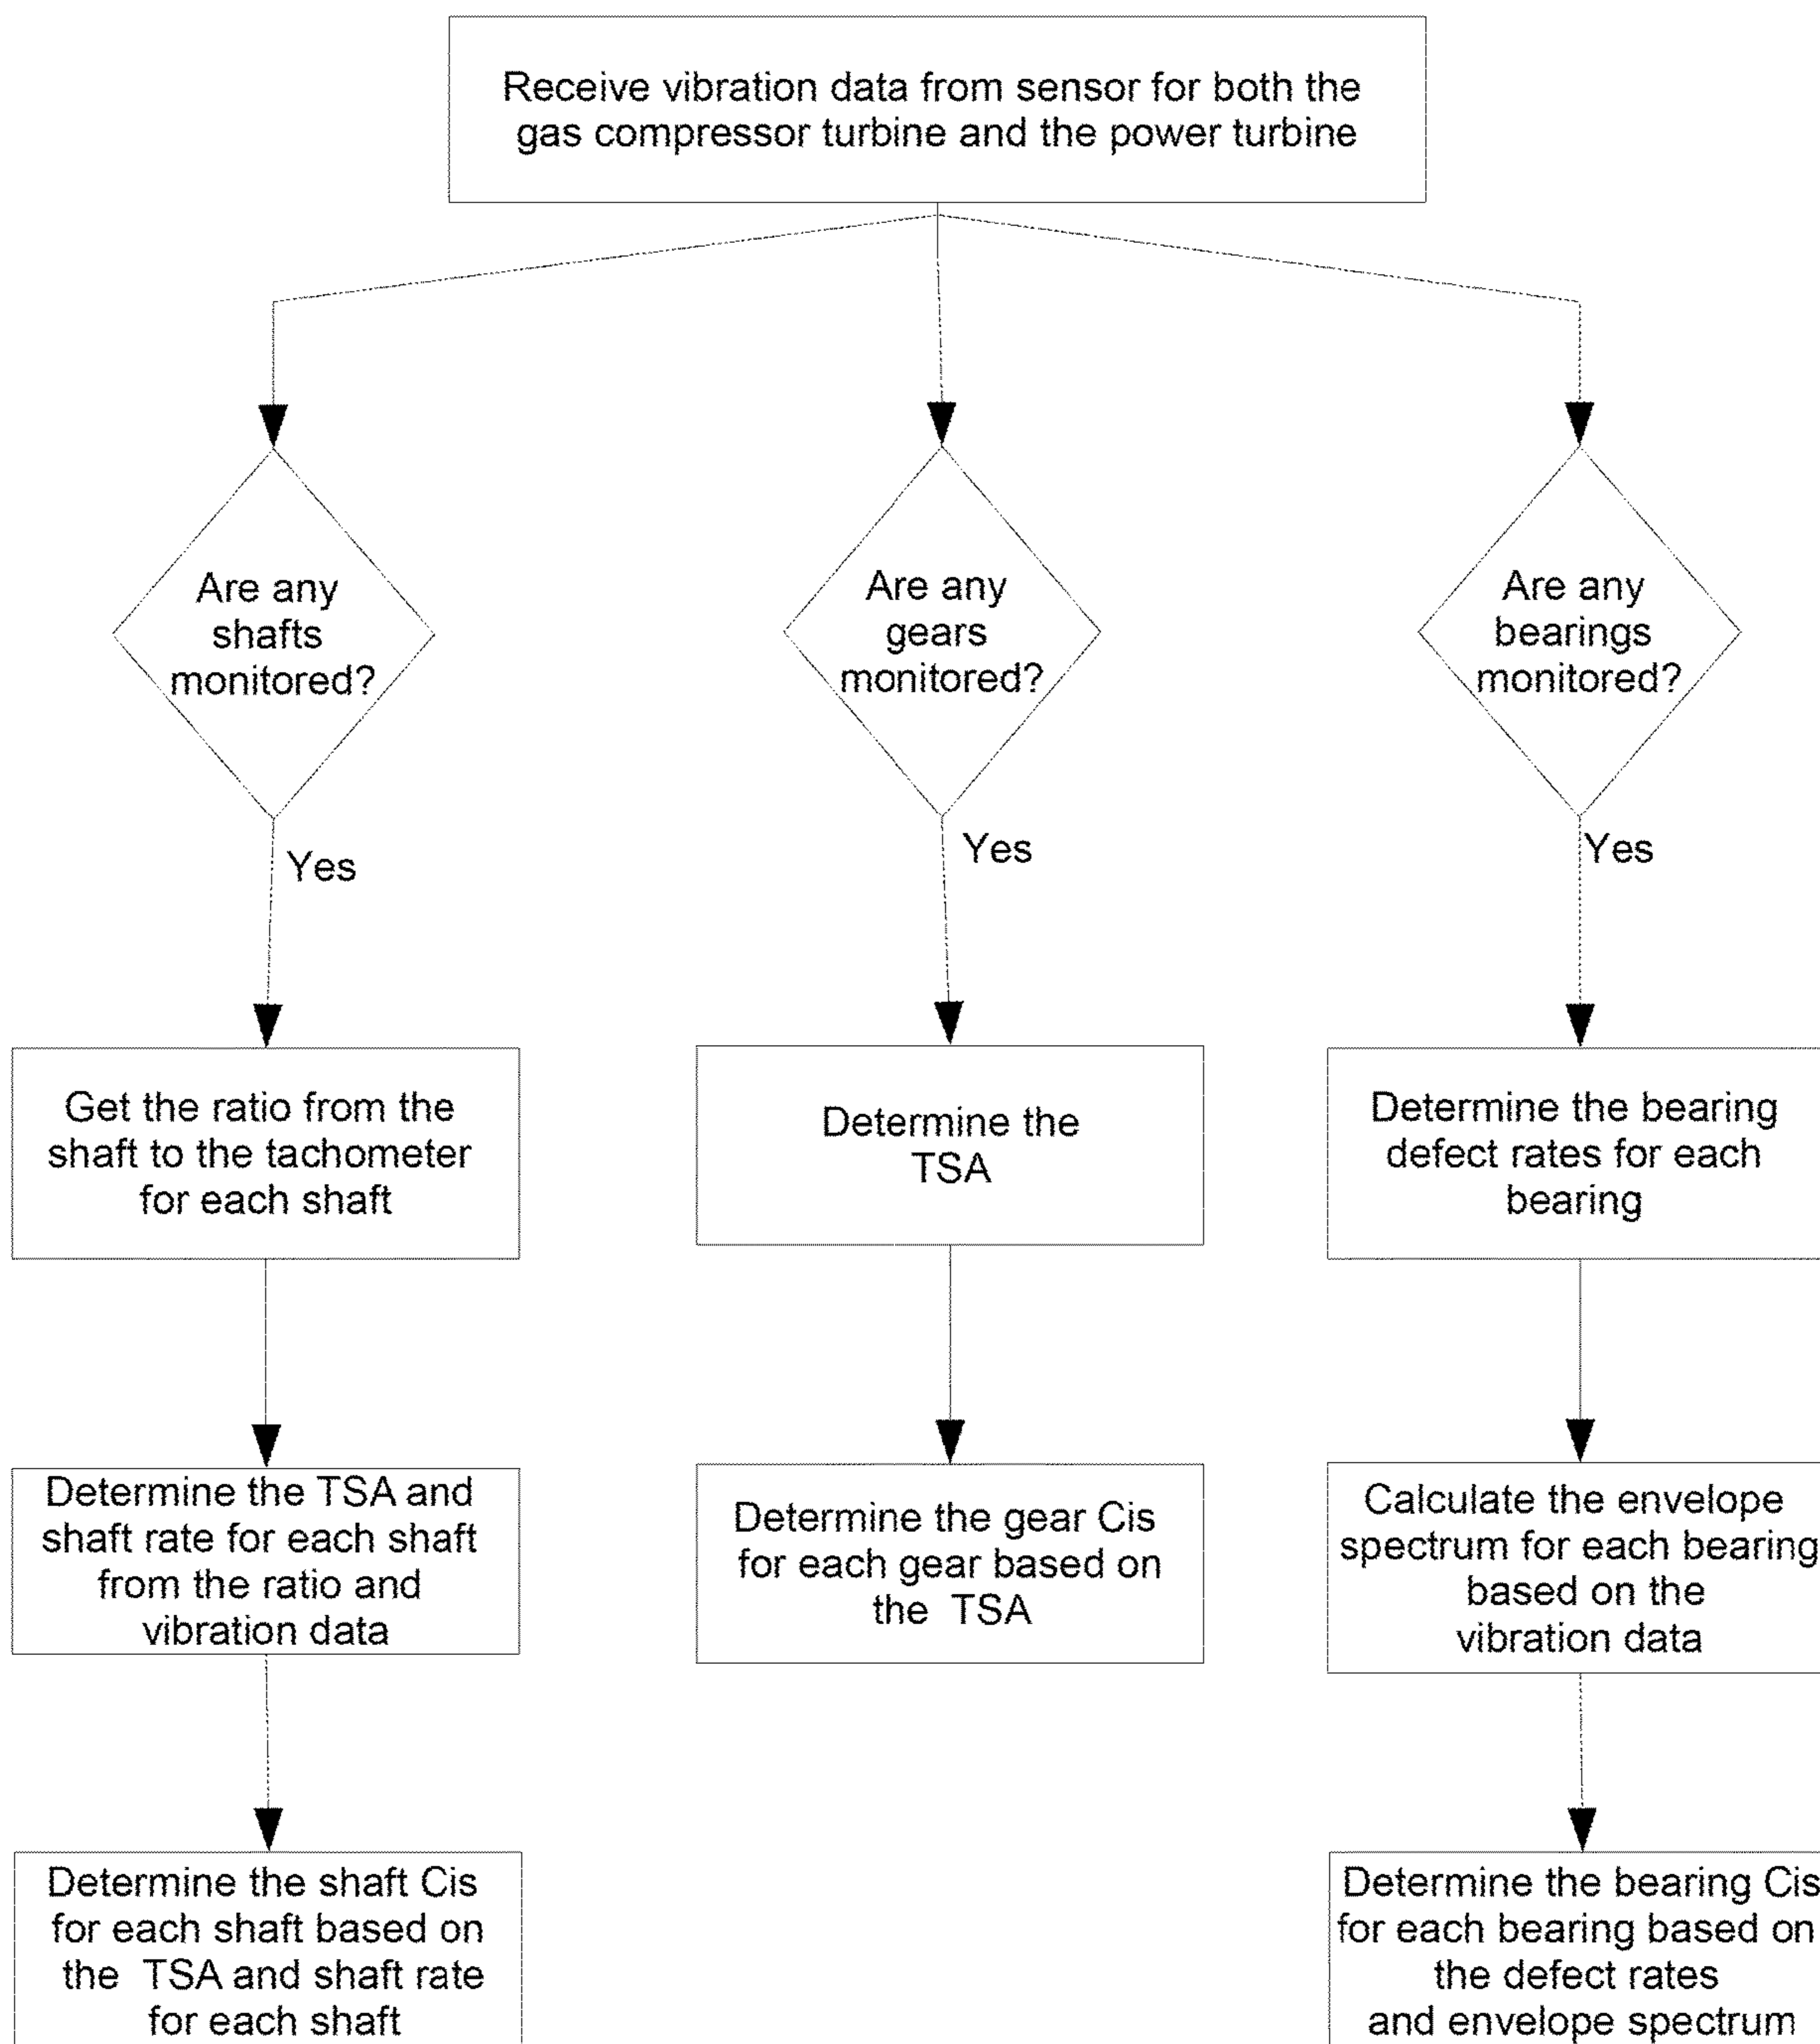 Receive vibration data from sensor for both the
gas compressor turbine and the power turbine
Are any
shafts
monitored?
Are any
gears
monitored?
Are any
bearings
monitored?
Yes
Yes
Yes
Get the ratio from the
shaft to the tachometer
for each shaft
Determine the
TSA
Determine the bearing
defect rates for each
bearing
Determine the TSA and
shaft rate for each shaft
from the ratio and
vibration data
Determine the gear Cis
for each gear based on
the TSA
Calculate the envelope
spectrum for each bearing
based on the
vibration data
Determine the shaft Cis
for each shaft based on
the TSA and shaft rate
for each shaft
Determine the bearing Cis
for each bearing based on
the defect rates
and envelope spectrum